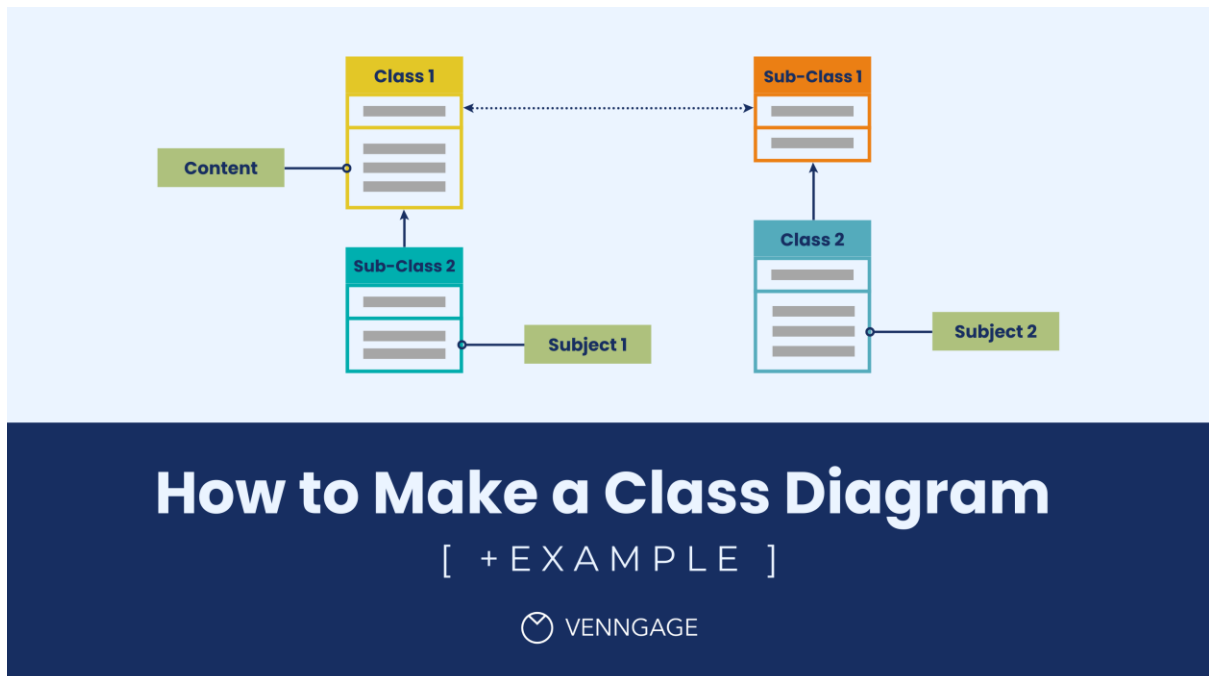 Class 1
Sub-Class 1
Content
Class 2
Sub-Class 2
Subject 1
Subject 2
How to Make a Class Diagram
[ +EXAMPLE ]
VENNGAGE